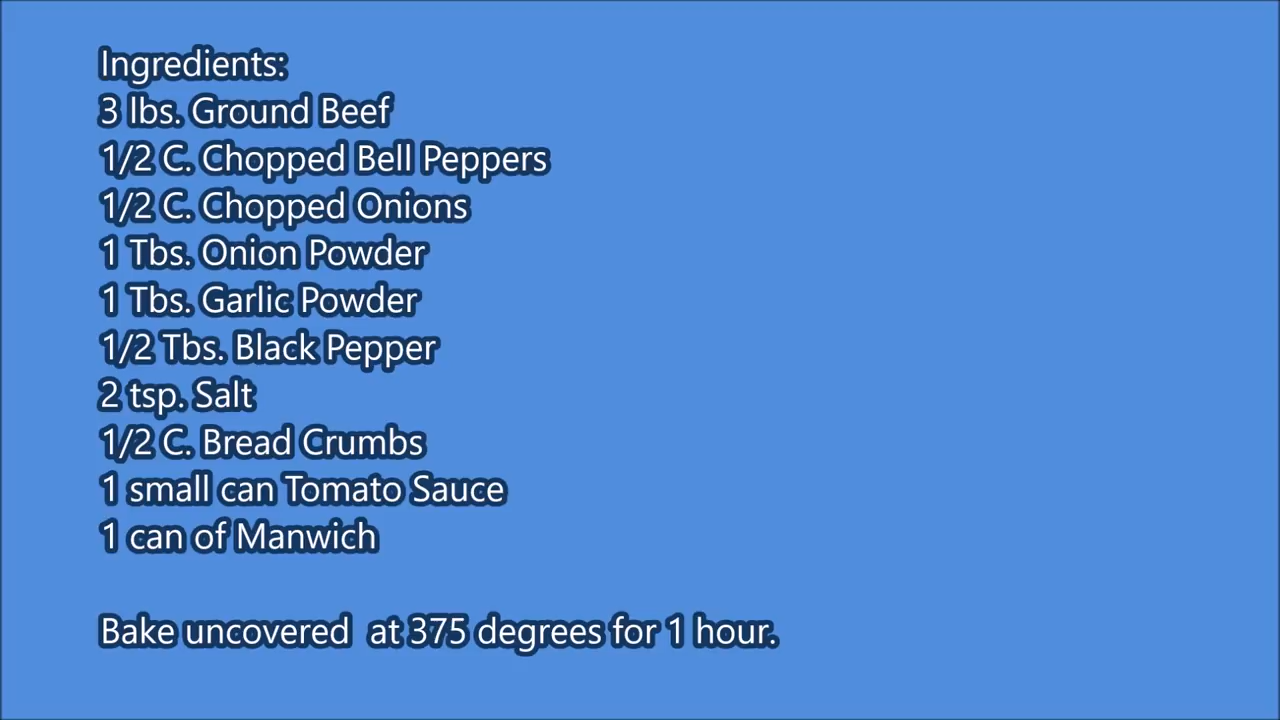 Ingredients:
3 lbs. Ground Beef
1/2 C. Chopped Bell Peppers
1/2 C. Chopped Onions
1 Tbs. Onion Powder
1 Tbs. Garlic Powder
1/2 Tbs. Black Pepper
2 tsp. Salt
1/2 C. Bread Crumbs
1 small can Tomato Sauce
1 can of Manwich
Bake uncovered  at 375 degrees for 1 hour.